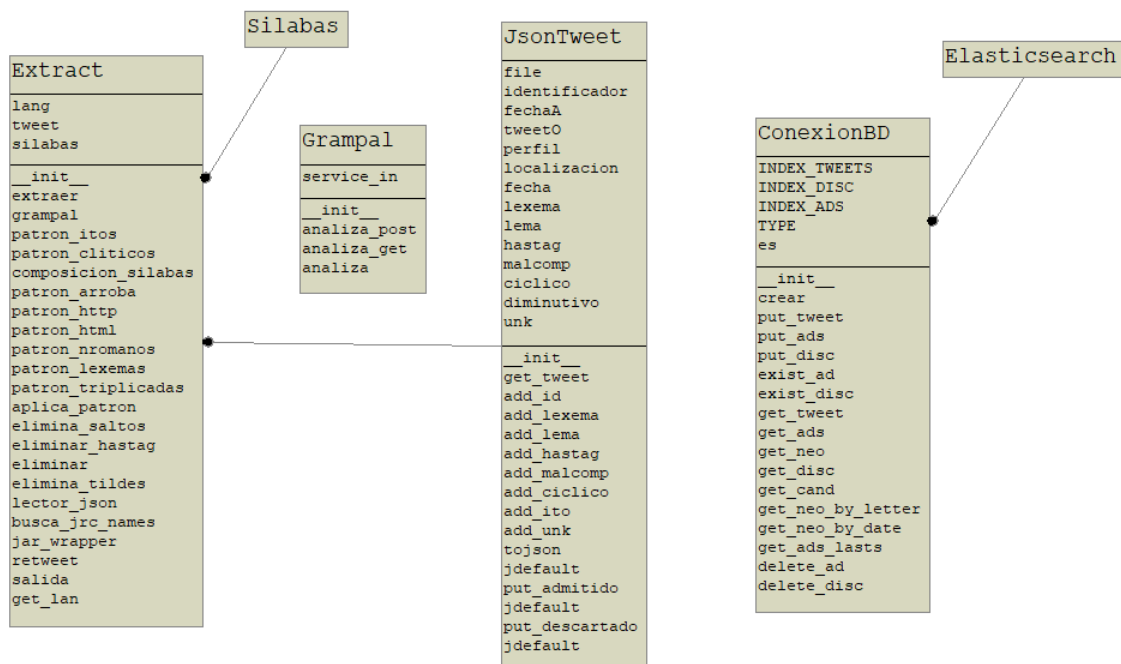 Silabas
Extract
lang
tweet
silabas
__init__
extraer
grampal
patron_itos
patron_cliticos
composicion_silabas
patron_arroba
patron_http
patron_html
patron_nromanos
patron_lexemas
patron_triplicadas
aplica_patron
elimina_saltos
eliminar_hastag
eliminar
elimina_tildes
lector_json
busca_jrc_names
jar_wrapper
retweet
salida
get_lan
Grampal
service_in
__init__
analiza_post
analiza_get
analiza
JsonTweet
file
identificador
fechaA
tweetO
perfil
localizacion
fecha
lexema
lema
hastag
malcomp
ciclico
diminutivo
unk
__init__
get_tweet
add_id
add_lexema
add_lema
add_hastag
add_malcomp
add_ciclico
add_ito
add_unk
tojson
jdefault
put_admitido
jdefault
put_descartado
jdefault
Elasticsearch
ConexionBD
INDEX_TWEETS
INDEX_DISC
INDEX_ADS
TYPE
es
__init__
crear
put_tweet
put_ads
put_disc
exist_ad
exist_disc
get_tweet
get_ads
get_neo
get_disc
get_cand
get_neo_by_letter
get_neo_by_date
get_ads_lasts
delete_ad
delete_disc